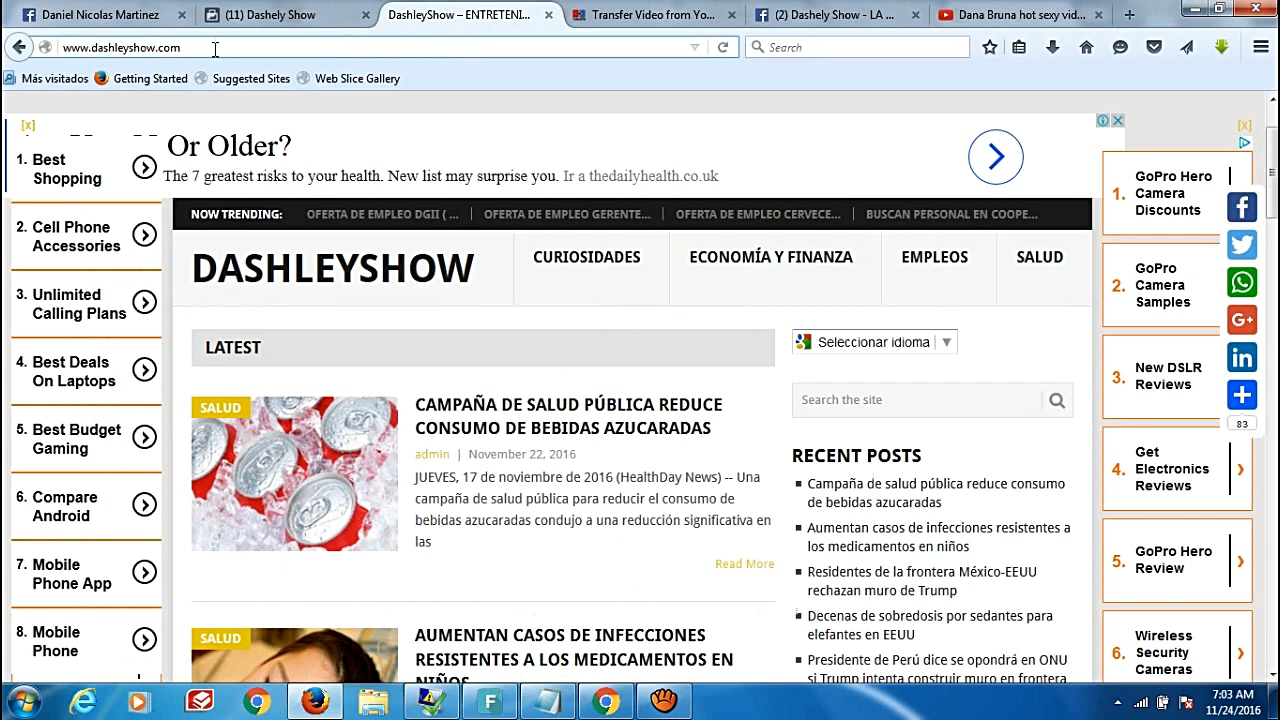 Daniel Nicolas Martinez
(11) Dashely Show
DashleyShow – ENTRETENI...
Transfer Video from Yo...
(2) Dashely Show - LA ...
Dana Bruna hot sexy vid...
www.dashleyshow.com
Search
Más visitados
Getting Started
Suggested Sites
Web Slice Gallery
[x]
Or Older?
The 7 greatest risks to your health. New list may surprise you. Ir a thedailyhealth.co.uk
[x]
1. Best Shopping
2. Cell Phone Accessories
3. Unlimited Calling Plans
4. Best Deals On Laptops
5. Best Budget Gaming
6. Compare Android
7. Mobile Phone App
8. Mobile Phone
NOW TRENDING:
OFERTA DE EMPLEO DGII ( ...
OFERTA DE EMPLEO GERENTE...
OFERTA DE EMPLEO CERVECE...
BUSCAN PERSONAL EN COOPE...
DASHLEYSHOW
CURIOSIDADES
ECONOMÍA Y FINANZA
EMPLEOS
SALUD
LATEST
SALUD
CAMPAÑA DE SALUD PÚBLICA REDUCE
CONSUMO DE BEBIDAS AZUCARADAS
admin | November 22, 2016
JUEVES, 17 de noviembre de 2016 (HealthDay News) -- Una
campaña de salud pública para reducir el consumo de
bebidas azucaradas condujo a una reducción significativa en
las
Read More
SALUD
AUMENTAN CASOS DE INFECCIONES
RESISTENTES A LOS MEDICAMENTOS EN
NIÑOS
Seleccionar idioma
Search the site
RECENT POSTS
Campaña de salud pública reduce consumo
de bebidas azucaradas
Aumentan casos de infecciones resistentes a
los medicamentos en niños
Residentes de la frontera México-EEUU
rechazan muro de Trump
Decenas de sobredosis por sedantes para
elefantes en EEUU
Presidente de Perú dice se opondrá en ONU
si Trump intenta construir muro en frontera
1. GoPro Hero Camera Discounts
2. GoPro Camera Samples
3. New DSLR Reviews
4. Get Electronics Reviews
5. GoPro Hero Review
6. Wireless Security Cameras
G+
in
83
7:03 AM
11/24/2016